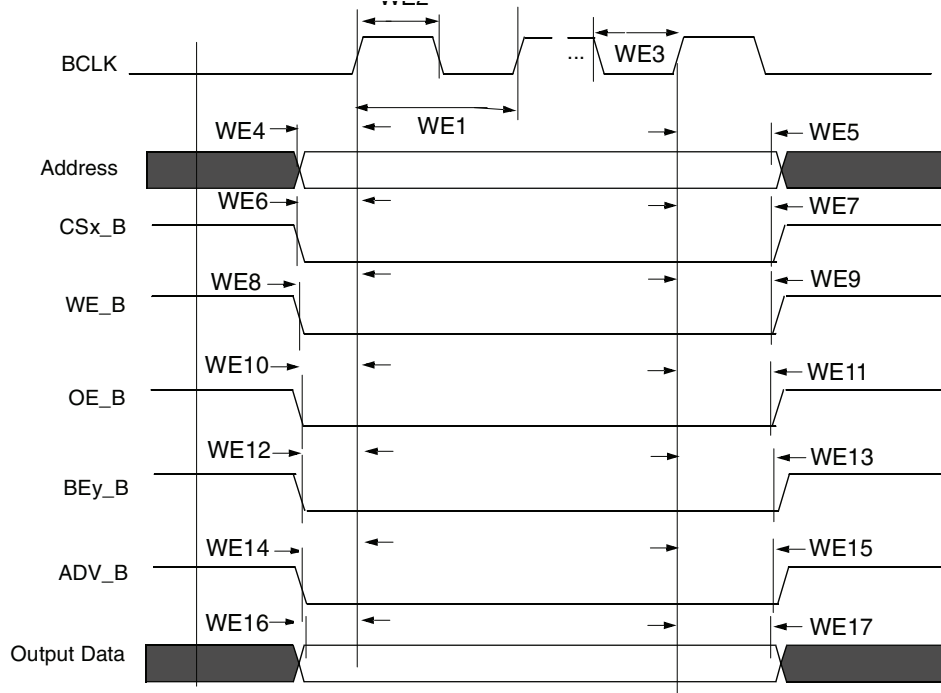 WE2
BCLK
...
WE3
WE1
WE4
WE5
Address
WE6
WE7
CSx_B
WE8
WE9
WE_B
WE10
WE11
OE_B
WE12
WE13
BEy_B
WE14
WE15
ADV_B
WE16
WE17
Output Data